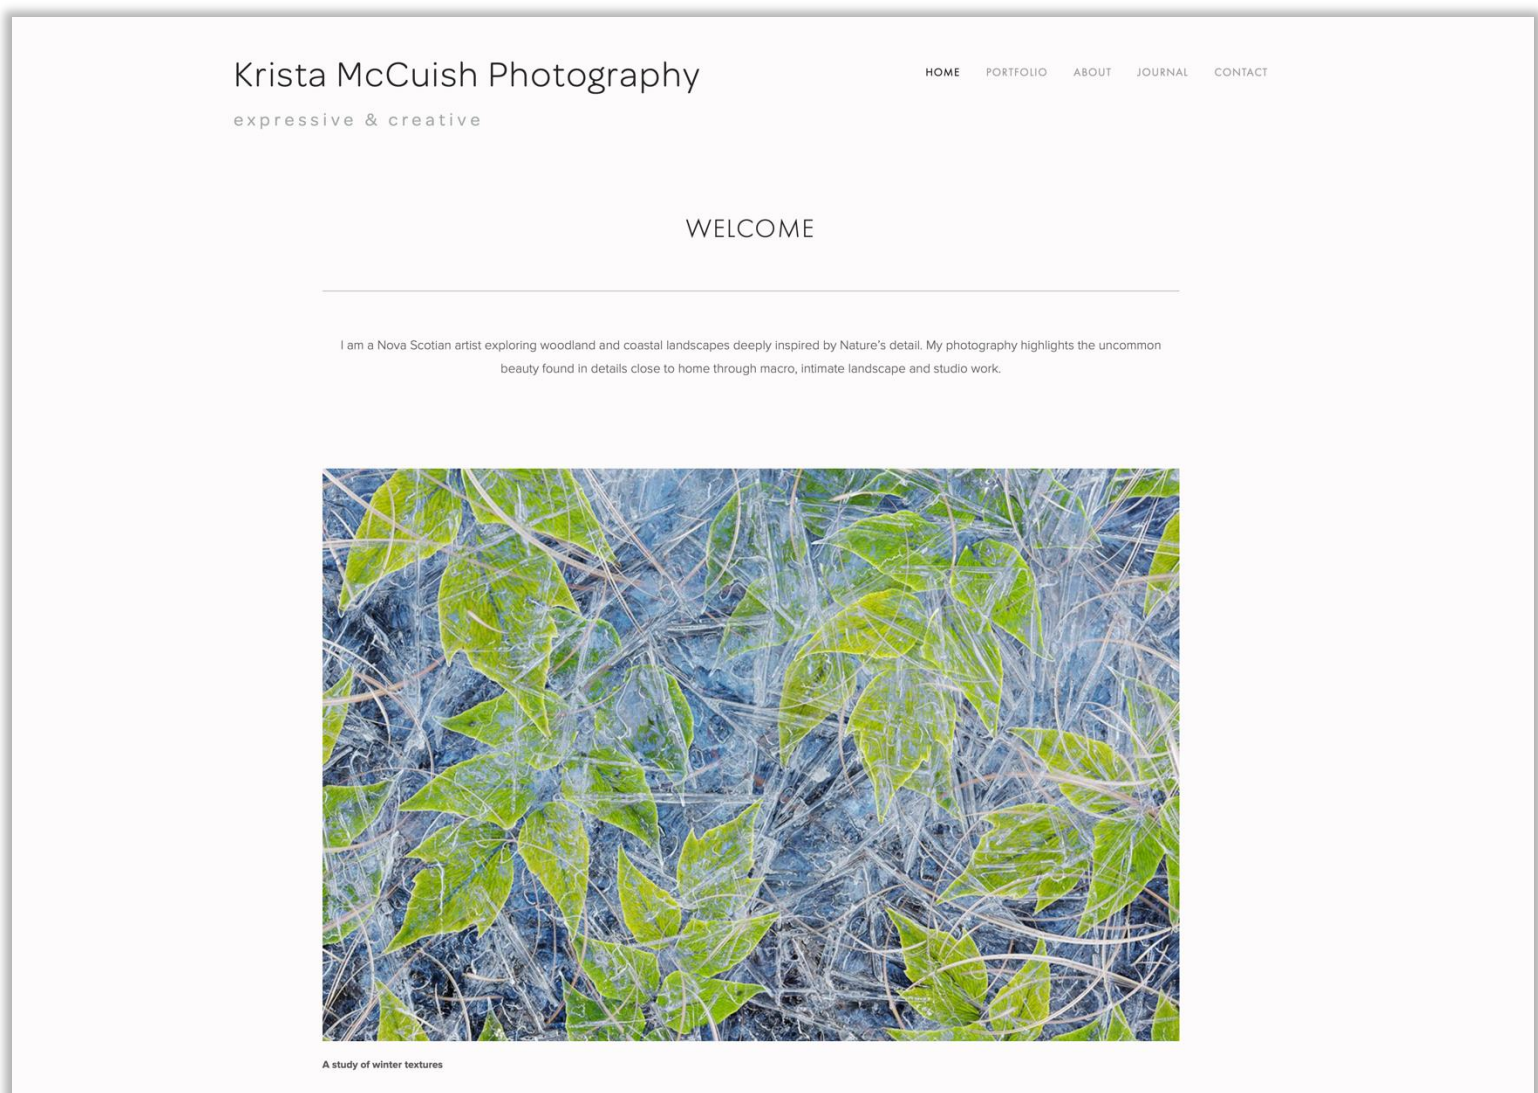 Krista McCuish Photography
HOME PORTFOLIO ABOUT JOURNAL CONTACT
expressive & creative
WELCOME
I am a Nova Scotian artist exploring woodland and coastal landscapes deeply inspired by Nature’s detail. My photography highlights the uncommon
beauty found in details close to home through macro, intimate landscape and studio work.
A study of winter textures